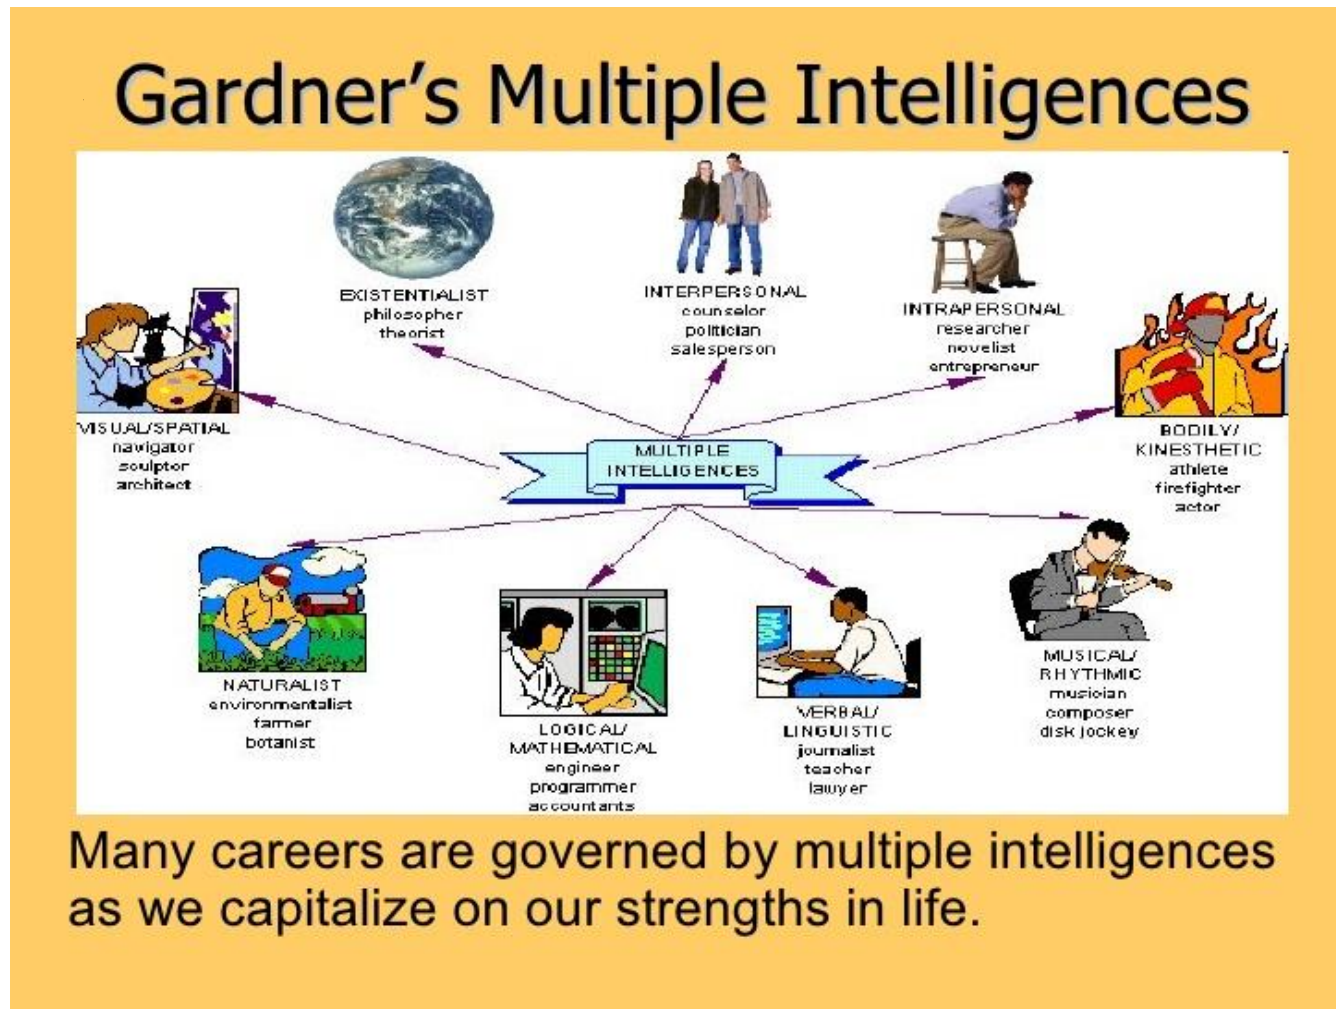 Gardner's Multiple Intelligences
EXISTENTIALIST
philosopher
theorist
INTERPERSONAL
counselor
politician
salesperson
INTRAPERSONAL
researcher
novelist
entrepreneur
VISUAL/SPATIAL
navigator
sculptor
architect
MULTIPLE
INTELLIGENCES
BODILY/
KINESTHETIC
athlete
firefighter
actor
NATURALIST
environmentalist
farmer
botanist
LOGICAL/
MATHEMATICAL
engineer
programmer
accountants
VERBAL/
LINGUISTIC
journalist
teacher
lawyer
MUSICAL/
RHYTHMIC
musician
composer
disk jockey
Many careers are governed by multiple intelligences
as we capitalize on our strengths in life.